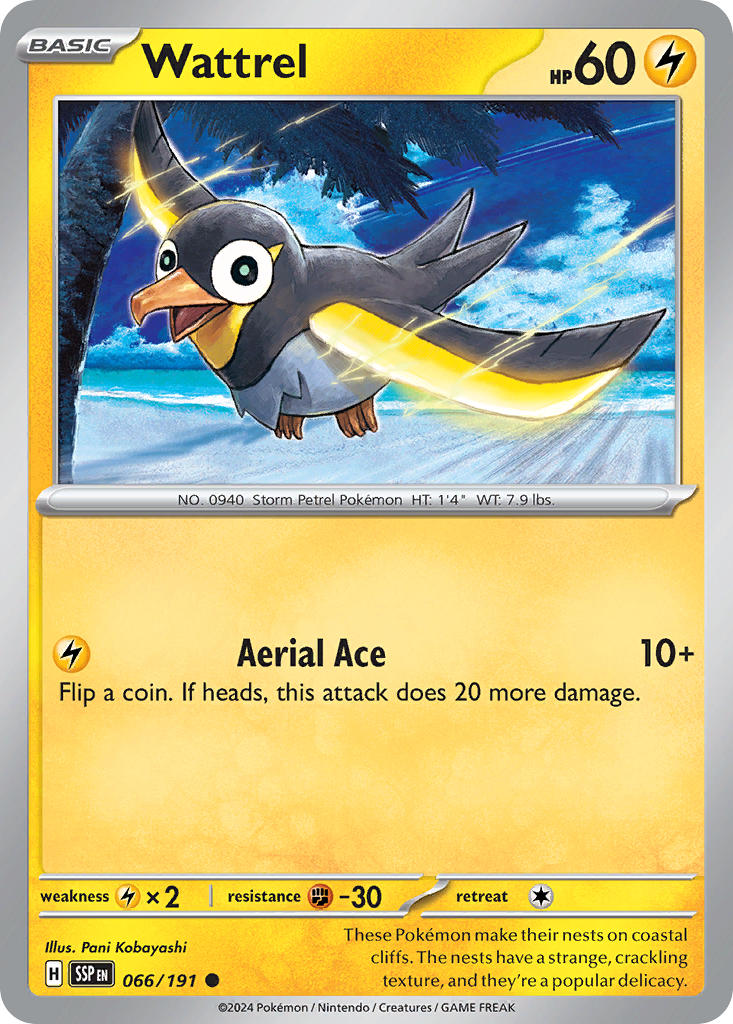 BASIC
Wattrel
HP 60
NO. 0940 Storm Petrel Pokémon HT: 1'4" WT: 7.9 lbs.
Aerial Ace 10+
Flip a coin. If heads, this attack does 20 more damage.
weakness ×2 resistance -30 retreat
Illus. Pani Kobayashi
These Pokémon make their nests on coastal
cliffs. The nests have a strange, crackling
texture, and they're a popular delicacy.
H SSP EN 066/191
©2024 Pokémon / Nintendo / Creatures / GAME FREAK